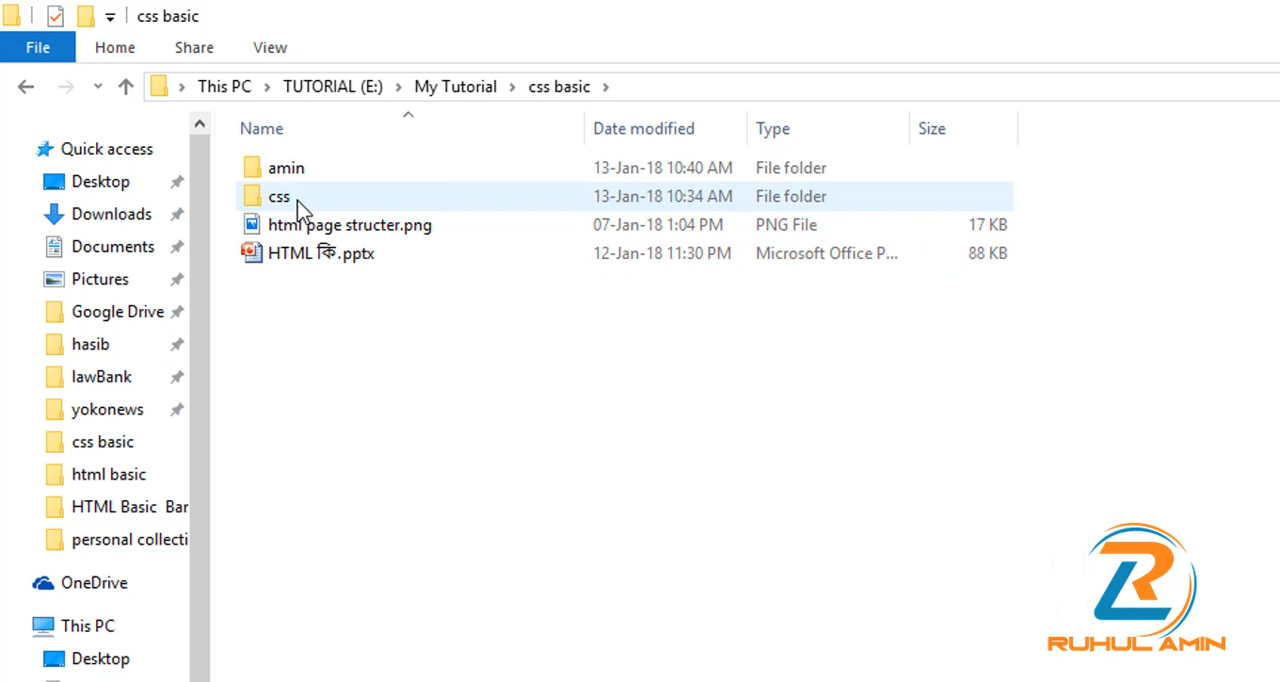 css basic
File Home Share View
This PC TUTORIAL (E:) My Tutorial css basic
Name Date modified Type Size
Quick access
Desktop
Downloads
Documents
Pictures
Google Drive
hasib
lawBank
yokonews
css basic
html basic
HTML Basic Bar
personal collecti
OneDrive
This PC
Desktop
amin 13-Jan-18 10:40 AM File folder
css 13-Jan-18 10:34 AM File folder
html page structer.png 07-Jan-18 1:04 PM PNG File 17 KB
HTML কি.pptx 12-Jan-18 11:30 PM Microsoft Office P... 88 KB
RUHUL AMIN